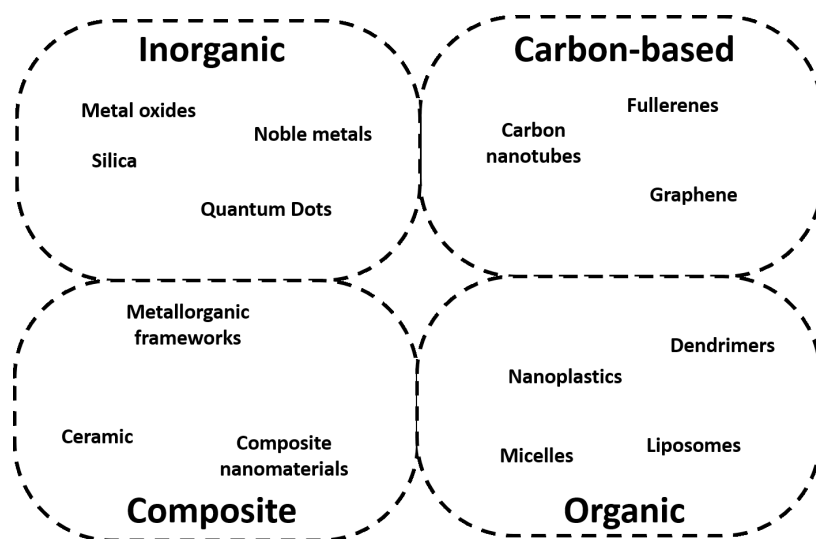 Inorganic
Metal oxides
Noble metals
Silica
Quantum Dots
Carbon-based
Fullerenes
Carbon
nanotubes
Graphene
Metallorganic
frameworks
Ceramic
Composite
nanomaterials
Composite
Dendrimers
Nanoplastics
Micelles
Liposomes
Organic